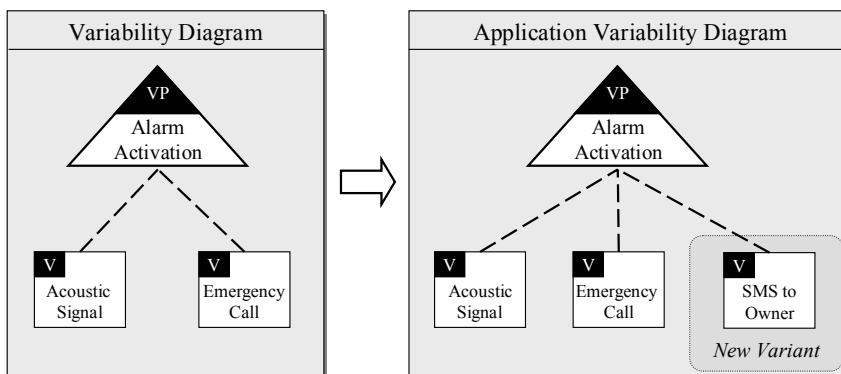 Variability Diagram
VP
Alarm
Activation
V
Acoustic
Signal
V
Emergency
Call
Application Variability Diagram
VP
Alarm
Activation
V
Acoustic
Signal
V
Emergency
Call
V
SMS to
Owner
New Variant